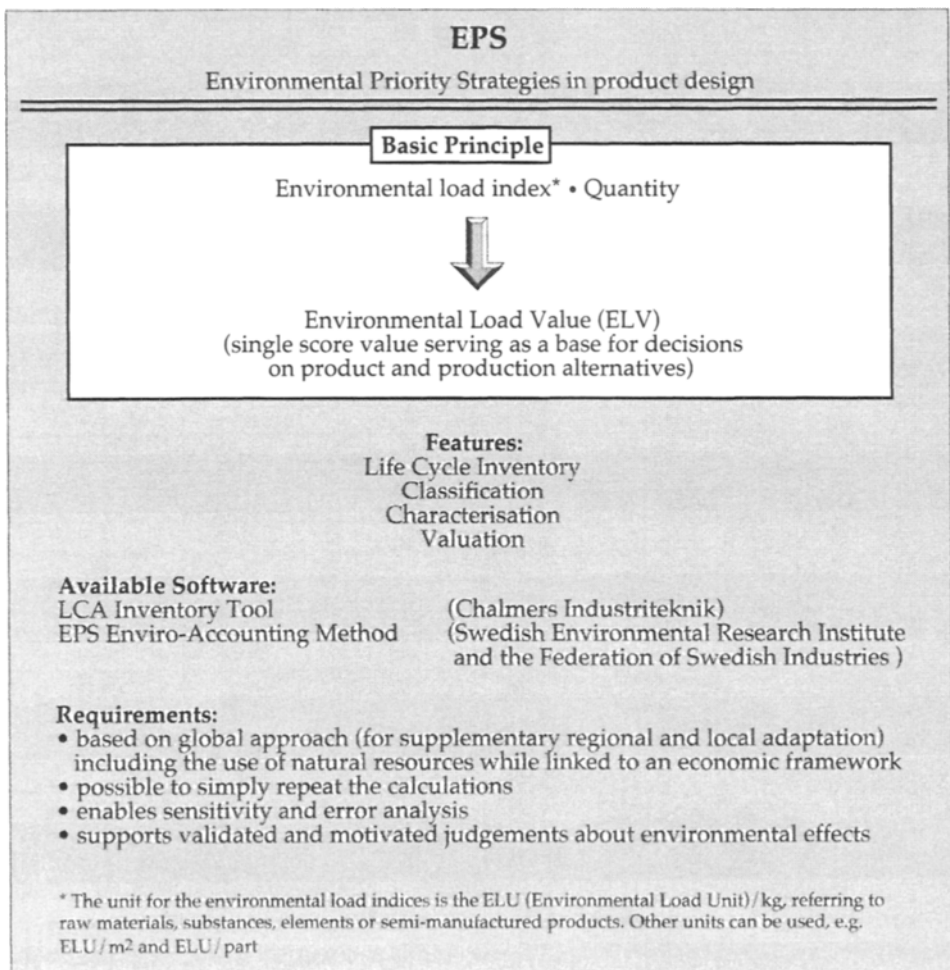 EPS
Environmental Priority Strategies in product design
Basic Principle
Environmental load index* • Quantity
Environmental Load Value (ELV)
(single score value serving as a base for decisions
on product and production alternatives)
Features:
Life Cycle Inventory
Classification
Characterisation
Valuation
Available Software:
LCA Inventory Tool (Chalmers Industriteknik)
EPS Enviro-Accounting Method (Swedish Environmental Research Institute
and the Federation of Swedish Industries )
Requirements:
• based on global approach (for supplementary regional and local adaptation)
including the use of natural resources while linked to an economic framework
• possible to simply repeat the calculations
• enables sensitivity and error analysis
• supports validated and motivated judgements about environmental effects
* The unit for the environmental load indices is the ELU (Environmental Load Unit)/kg, referring to
raw materials, substances, elements or semi-manufactured products. Other units can be used, e.g.
ELU/m2 and ELU/part